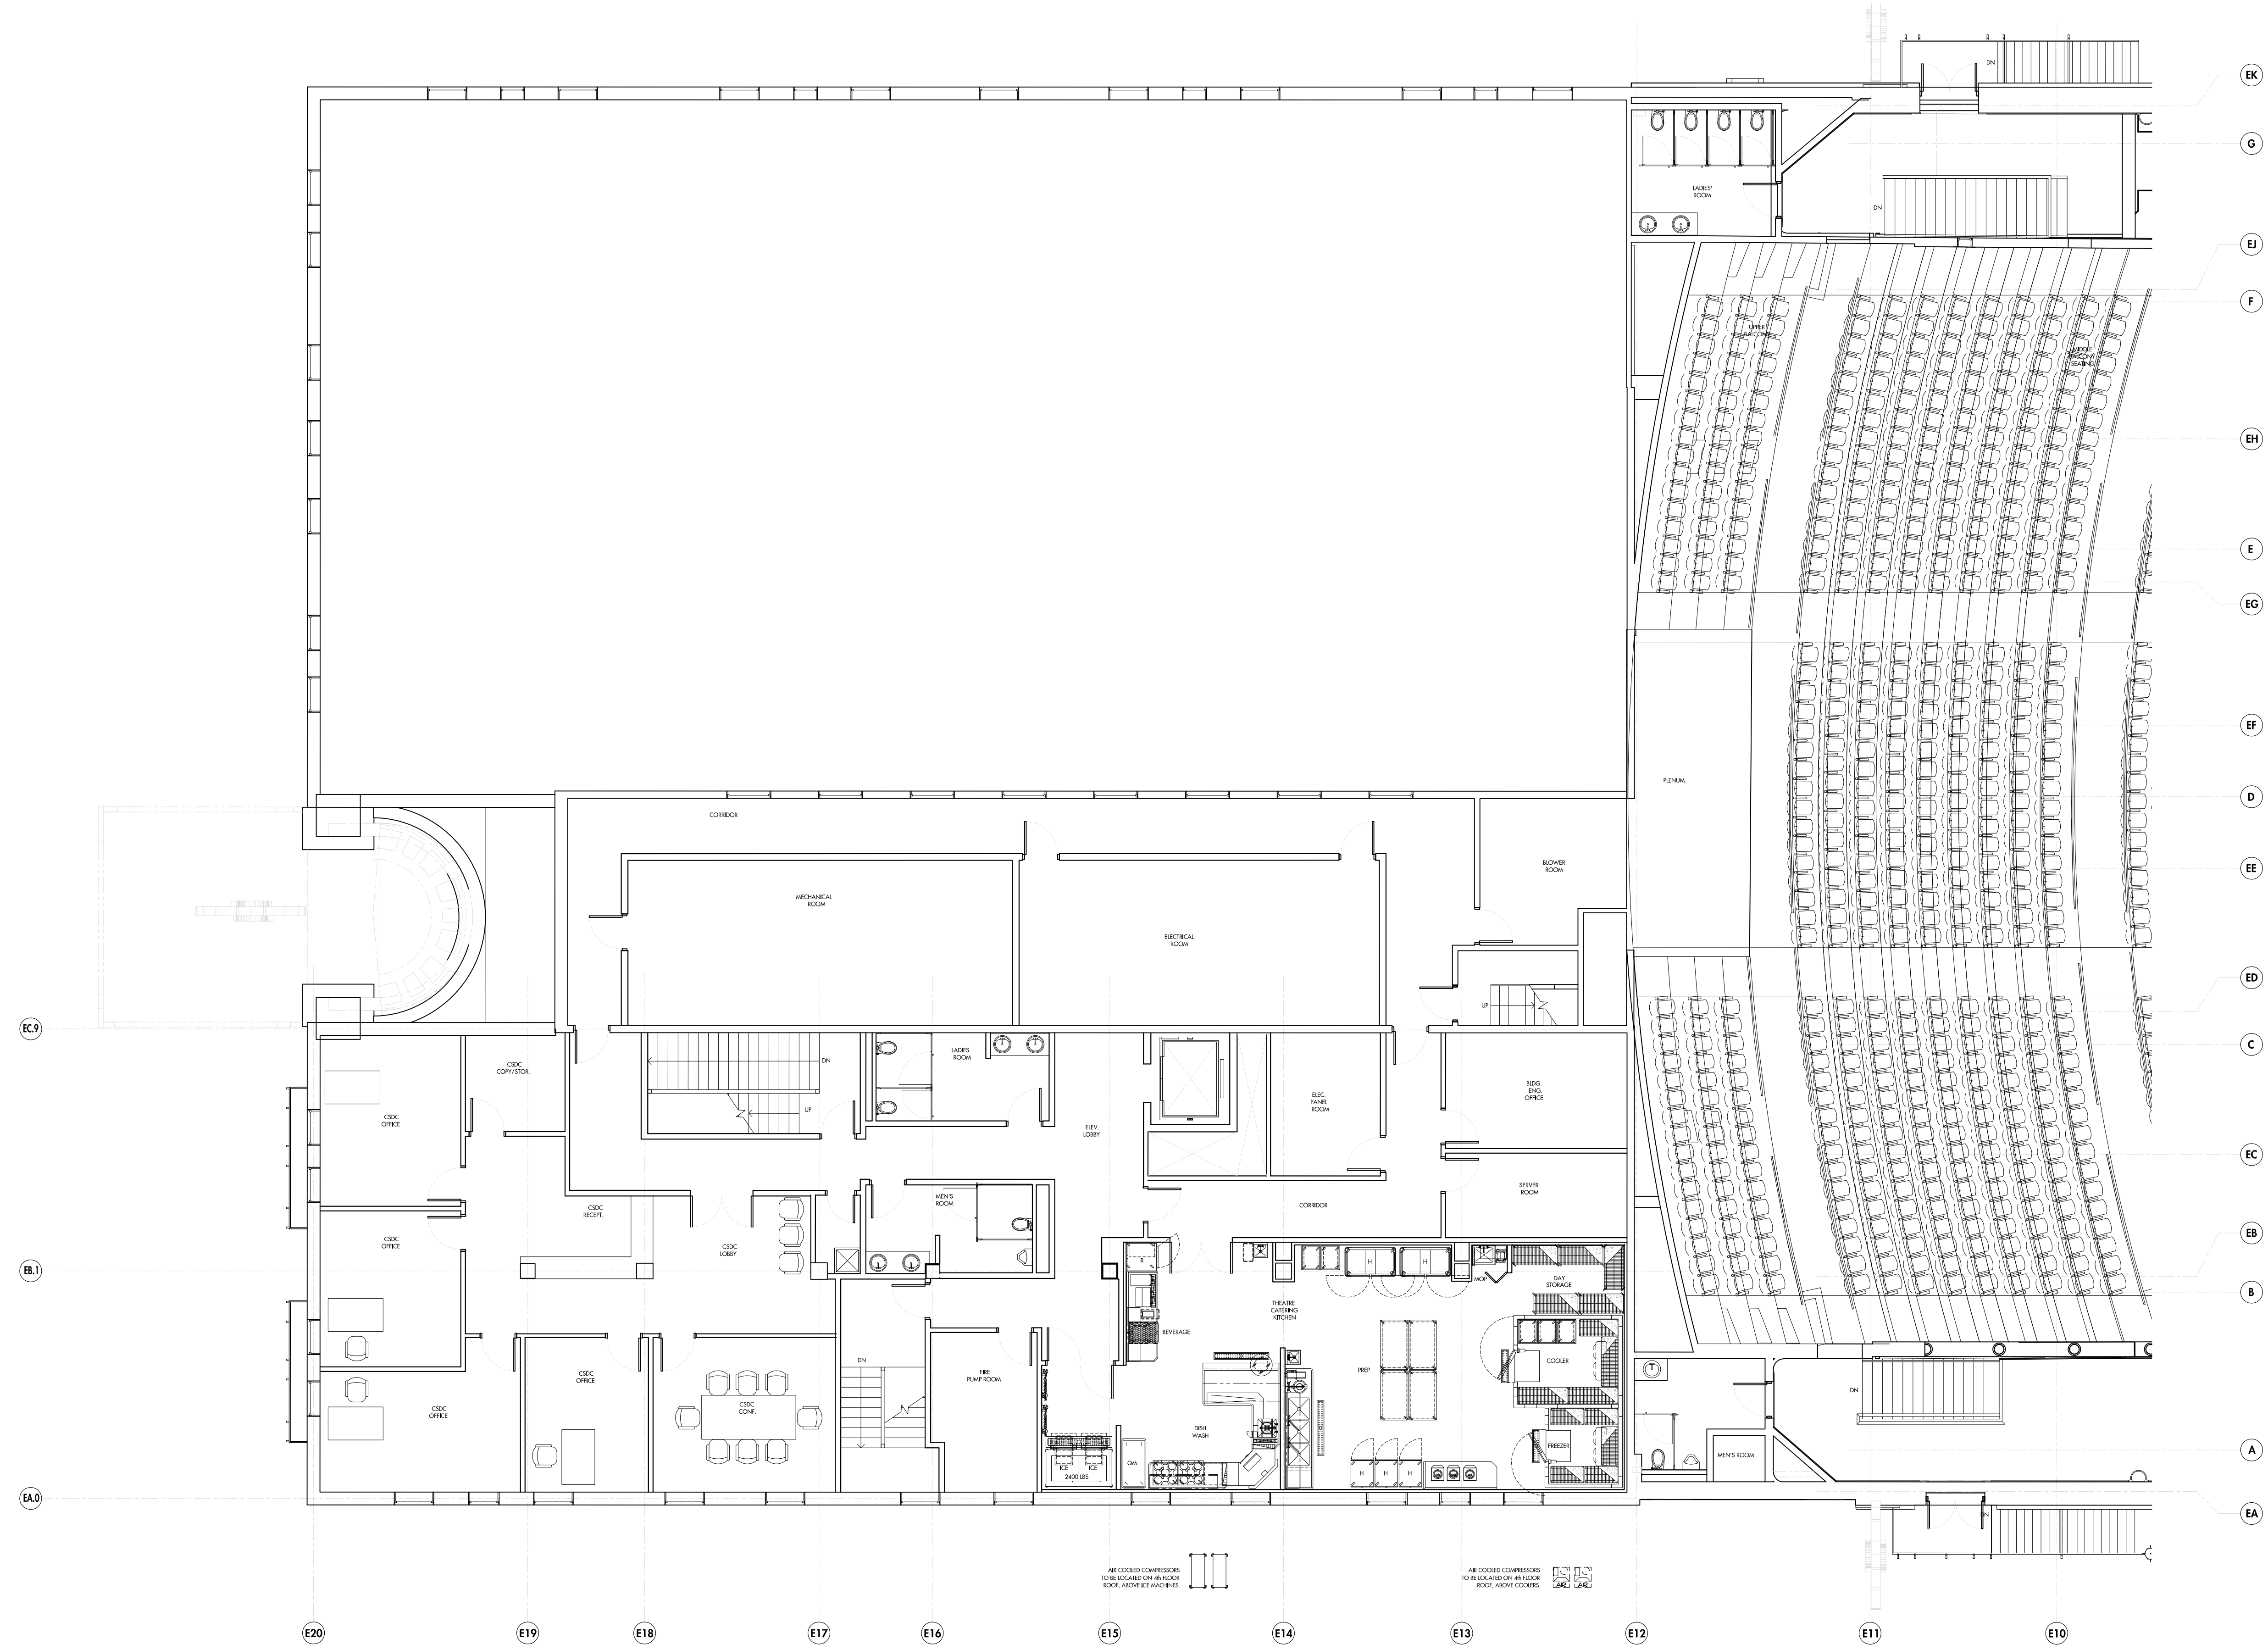 EK
DN
G
LADIES'
ROOM
DN
EJ
F
UPPER
BALCONY
MIDDLE
BALCONY
SEATING
EH
E
EG
EF
PLENUM
D
CORRIDOR
BLOWER
ROOM
EE
MECHANICAL
ROOM
ELECTRICAL
ROOM
ED
UP
EC.9
C
LADIES
ROOM
DN
CSDC
COPY/STOR.
BLDG.
ENG.
OFFICE
ELEC.
PANEL
ROOM
UP
CSDC
OFFICE
ELEV.
LOBBY
EC
SERVER
ROOM
MEN'S
ROOM
CORRIDOR
CSDC
RECEPT.
EB
CSDC
OFFICE
CSDC
LOBBY
R
H
H
EB.1
MOP
DAY
STORAGE
B
THEATRE
CATERING
KITCHEN
BEVERAGE
DN
COOLER
PREP
FIRE
PUMP ROOM
CSDC
OFFICE
DN
CSDC
CONF.
CSDC
OFFICE
DISH
WASH
FREEZER
A
MEN'S ROOM
QM
ICE
ICE
2400 LBS
H
H
H
EA.0
EA
DN
AIR COOLED COMPRESSORS
TO BE LOCATED ON 4th FLOOR
ROOF, ABOVE ICE MACHINES.
AIR COOLED COMPRESSORS
TO BE LOCATED ON 4th FLOOR
ROOF, ABOVE COOLERS.
E20
E19
E18
E17
E16
E15
E14
E13
E12
E11
E10